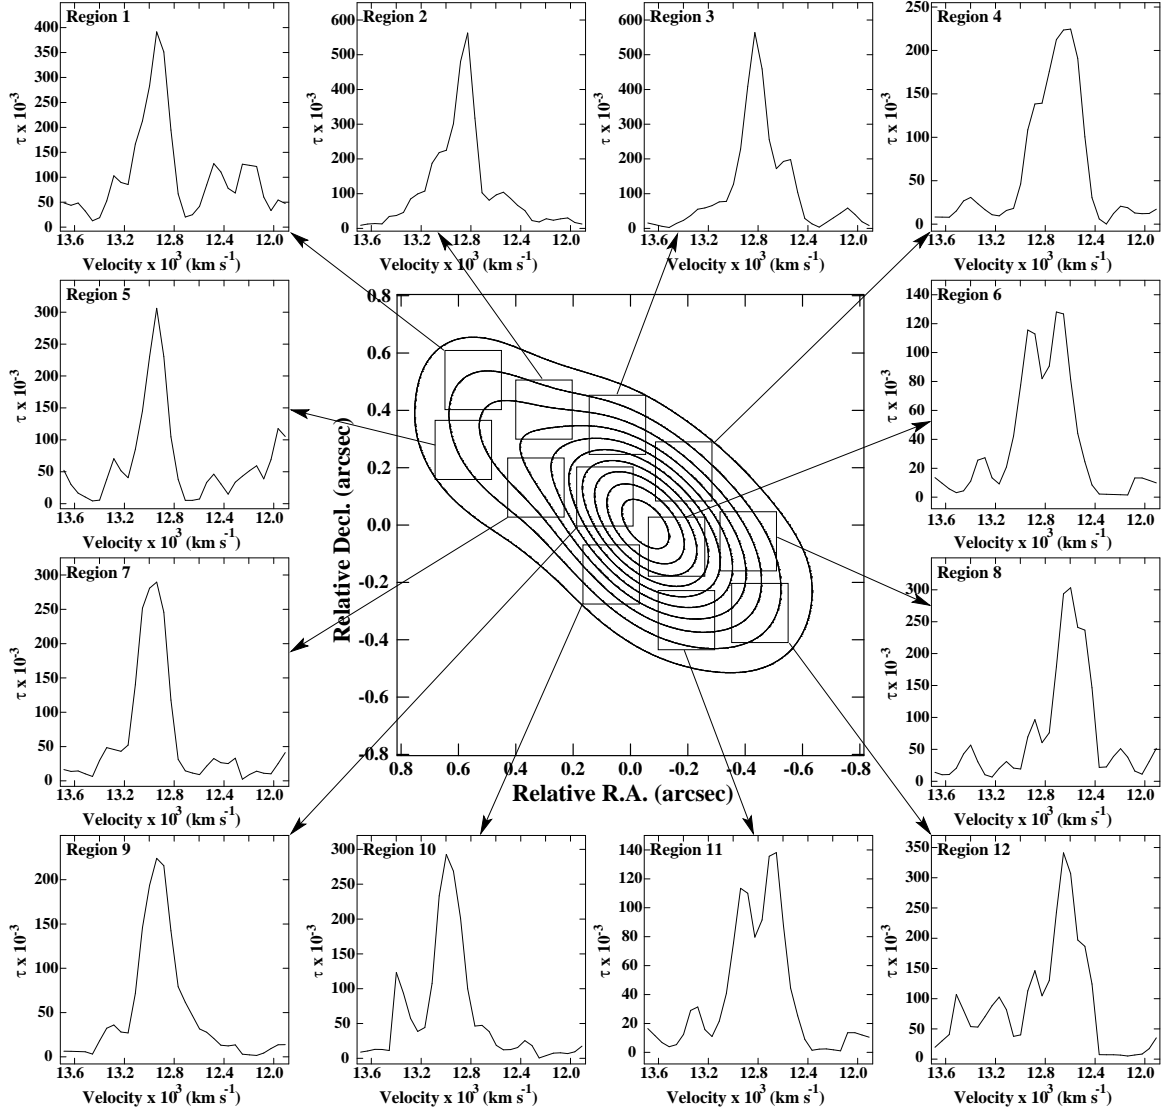 Region 1
400
350
300
250
200
150
100
50
0
τ x 10⁻³
13.6 13.2 12.8 12.4 12.0
Velocity x 10³ (km s⁻¹)
Region 2
600
400
200
0
τ x 10⁻³
13.6 13.2 12.8 12.4
Velocity x 10³ (km s⁻¹)
Region 3
600
500
400
300
200
100
0
τ x 10⁻³
13.6 13.2 12.8 12.4 12.0
Velocity x 10³ (km s⁻¹)
Region 4
250
200
150
100
50
0
τ x 10⁻³
13.6 13.2 12.8 12.4 12.0
Velocity x 10³ (km s⁻¹)
Region 5
300
250
200
150
100
50
0
τ x 10⁻³
13.6 13.2 12.8 12.4 12.0
Velocity x 10³ (km s⁻¹)
0.8
0.6
0.4
0.2
0.0
-0.2
-0.4
-0.6
-0.8
Relative Decl. (arcsec)
0.8 0.6 0.4 0.2 0.0 -0.2 -0.4 -0.6 -0.8
Relative R.A. (arcsec)
Region 6
140
120
100
80
60
40
20
0
τ x 10⁻³
13.6 13.2 12.8 12.4 12.0
Velocity x 10³ (km s⁻¹)
Region 7
300
250
200
150
100
50
0
τ x 10⁻³
13.6 13.2 12.8 12.4 12.0
Velocity x 10³ (km s⁻¹)
Region 8
300
250
200
150
100
50
0
τ x 10⁻³
13.6 13.2 12.8 12.4 12.0
Velocity x 10³ (km s⁻¹)
Region 9
200
150
100
50
0
τ x 10⁻³
13.6 13.2 12.8 12.4 12.0
Velocity x 10³ (km s⁻¹)
Region 10
300
250
200
150
100
50
0
τ x 10⁻³
13.6 13.2 12.8 12.4 12.0
Velocity x 10³ (km s⁻¹)
Region 11
140
120
100
80
60
40
20
0
τ x 10⁻³
13.6 13.2 12.8 12.4 12.0
Velocity x 10³ (km s⁻¹)
Region 12
350
300
250
200
150
100
50
0
τ x 10⁻³
13.6 13.2 12.8 12.4 12.0
Velocity x 10³ (km s⁻¹)